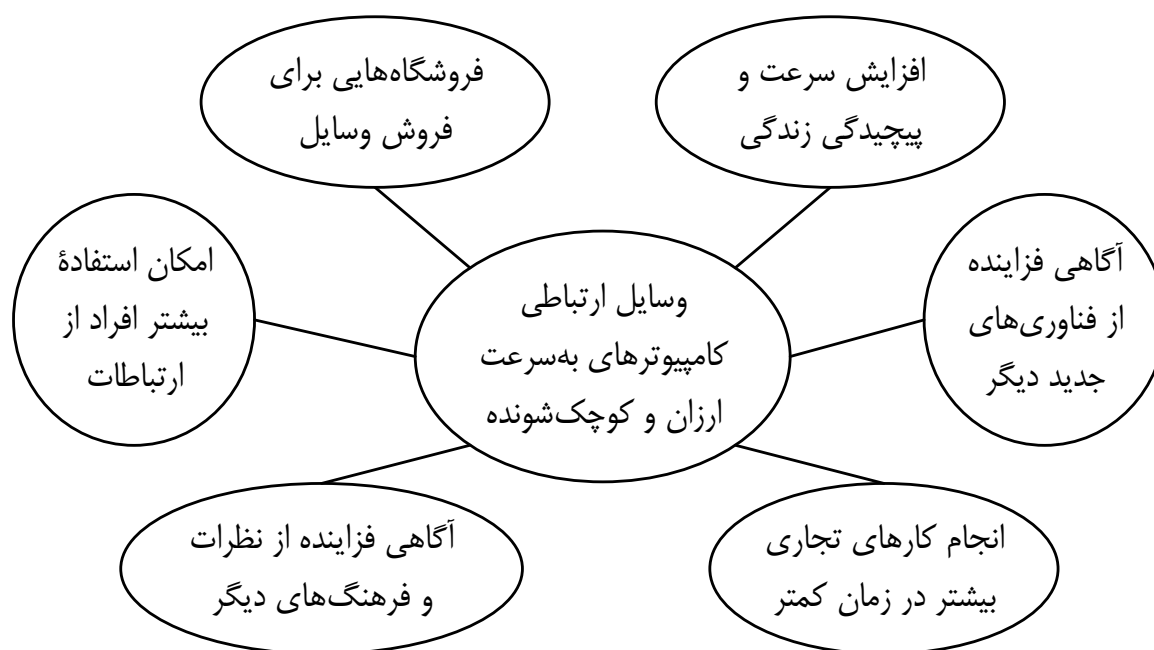 افزایش سرعت و
پیچیدگی زندگی
فروشگاه‌هایی برای
فروش وسایل
آگاهی فزاینده
از فناوری‌های
جدید دیگر
وسایل ارتباطی
کامپیوترهای به‌سرعت
ارزان و کوچک‌شونده
امکان استفادهٔ
بیشتر افراد از
ارتباطات
انجام کارهای تجاری
بیشتر در زمان کمتر
آگاهی فزاینده از نظرات
و فرهنگ‌های دیگر